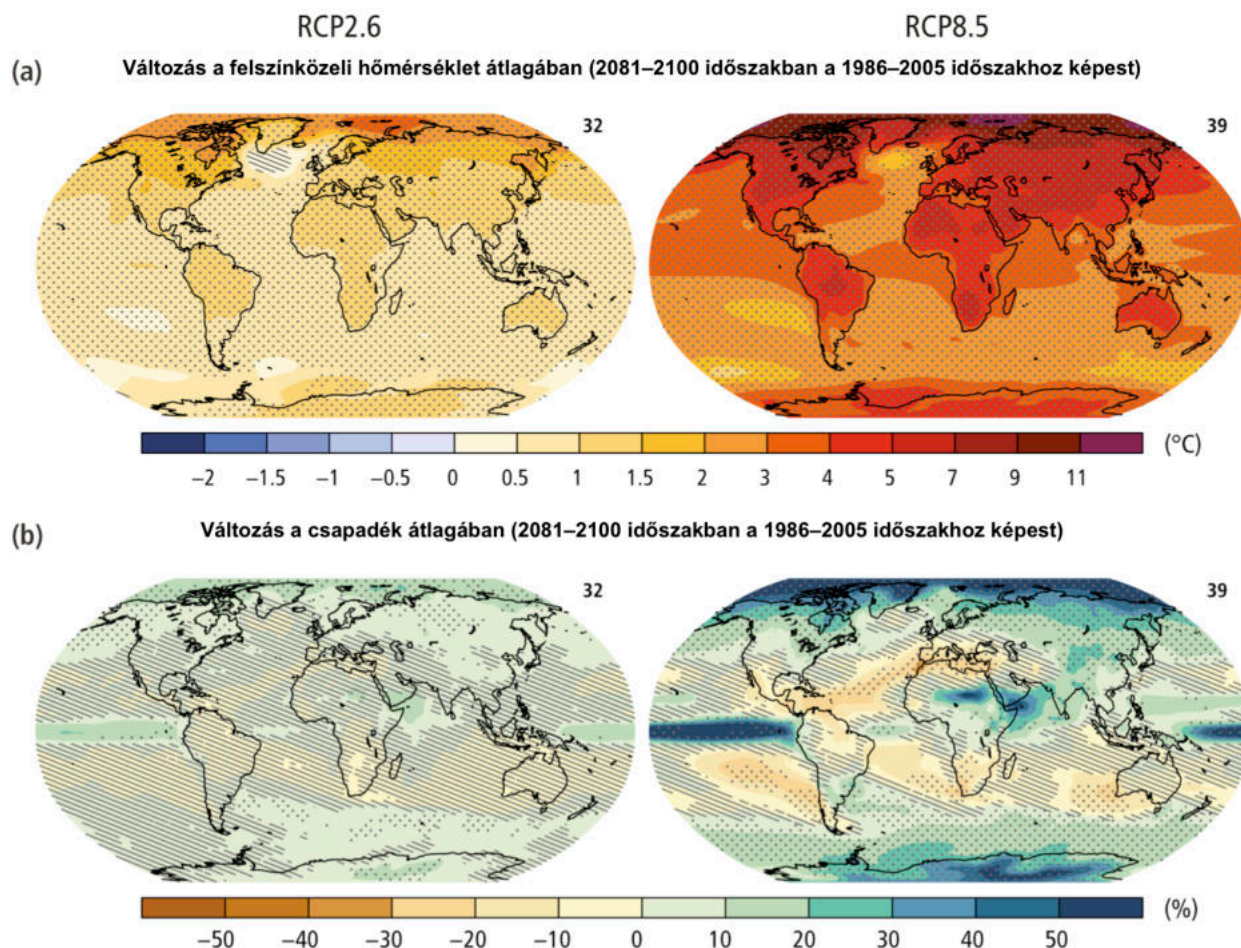 RCP2.6 RCP8.5
(a) Változás a felszínközeli hőmérséklet átlagában (2081–2100 időszakban a 1986–2005 időszakhoz képest)
32 39
(°C)
−2 −1.5 −1 −0.5 0 0.5 1 1.5 2 3 4 5 7 9 11
(b) Változás a csapadék átlagában (2081–2100 időszakban a 1986–2005 időszakhoz képest)
32 39
(%)
−50 −40 −30 −20 −10 0 10 20 30 40 50